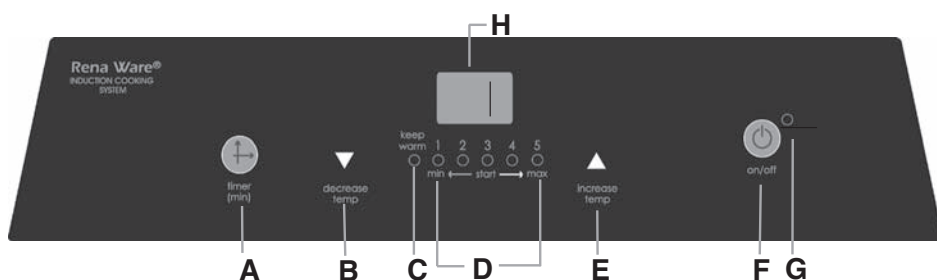 H
Rena Ware®
INDUCTION COOKING
SYSTEM
keep
warm 1 2 3 4 5
min ← start → max
timer
(min)
decrease
temp
increase
temp
on/off
A B C D E F G